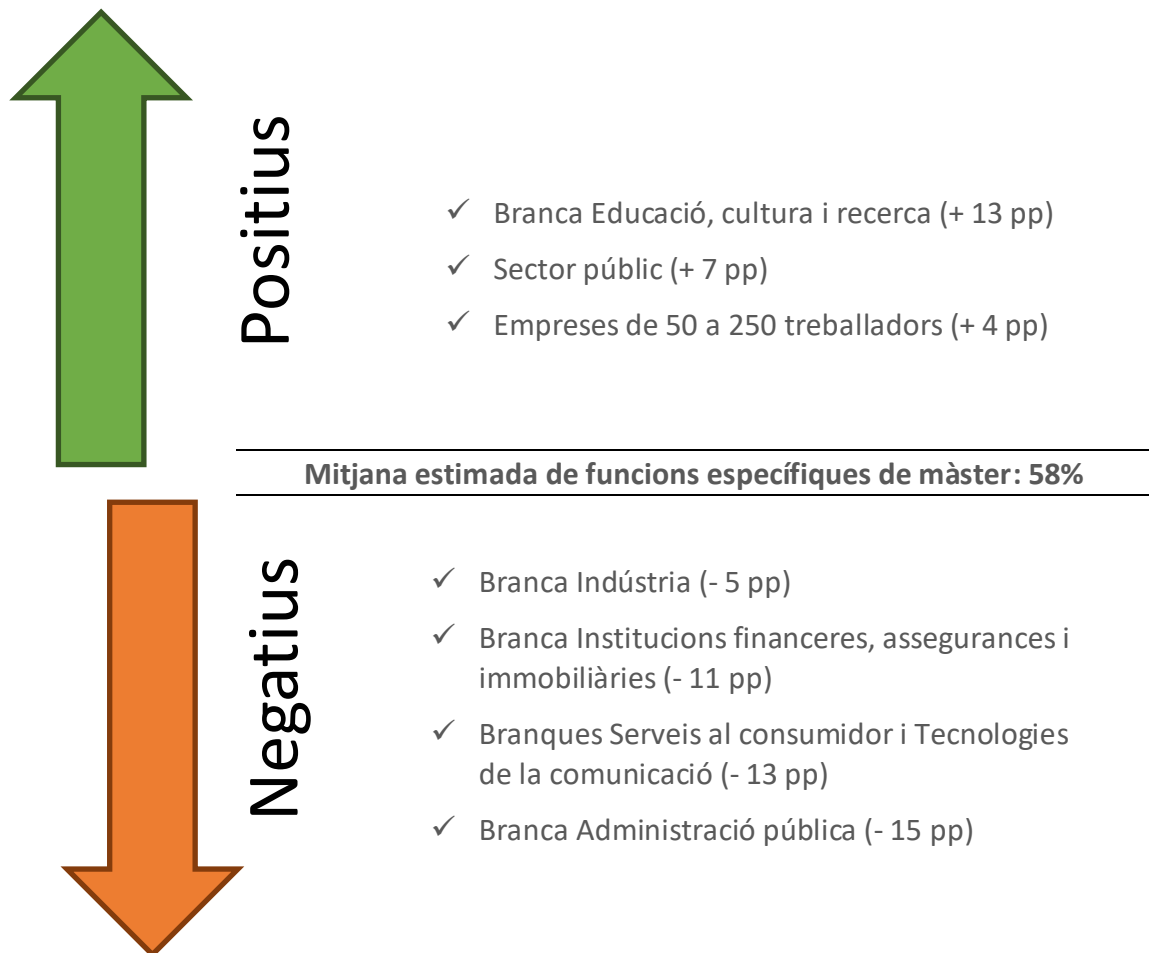 Positius
✓ Branca Educació, cultura i recerca (+ 13 pp)
✓ Sector públic (+ 7 pp)
✓ Empreses de 50 a 250 treballadors (+ 4 pp)
Mitjana estimada de funcions específiques de màster: 58%
Negatius
✓ Branca Indústria (- 5 pp)
✓ Branca Institucions financeres, assegurances i
immobiliàries (- 11 pp)
✓ Branques Serveis al consumidor i Tecnologies
de la comunicació (- 13 pp)
✓ Branca Administració pública (- 15 pp)